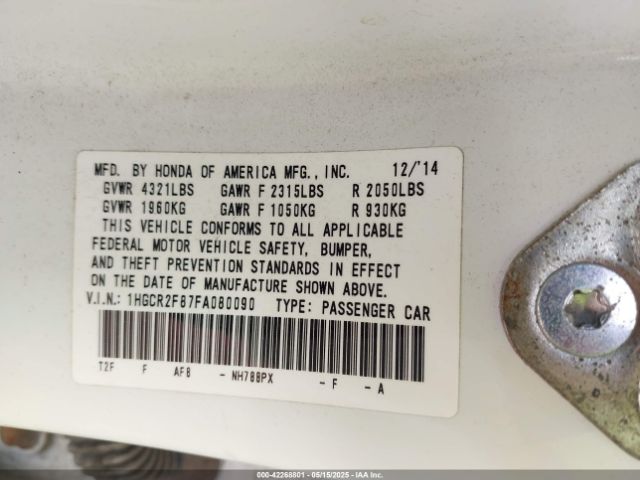 MFD. BY HONDA OF AMERICA MFG., INC. 12/'14
GVWR 4321LBS GAWR F 2315LBS R 2050LBS
GVWR 1960KG GAWR F 1050KG R 930KG
THIS VEHICLE CONFORMS TO ALL APPLICABLE
FEDERAL MOTOR VEHICLE SAFETY, BUMPER,
AND THEFT PREVENTION STANDARDS IN EFFECT
ON THE DATE OF MANUFACTURE SHOWN ABOVE.
V.I.N.: 1HGCR2F87FA080090 TYPE: PASSENGER CAR
T2F F AF8 - NH788PX - F - A
000-42268801 - 05/15/2025 - IAA Inc.